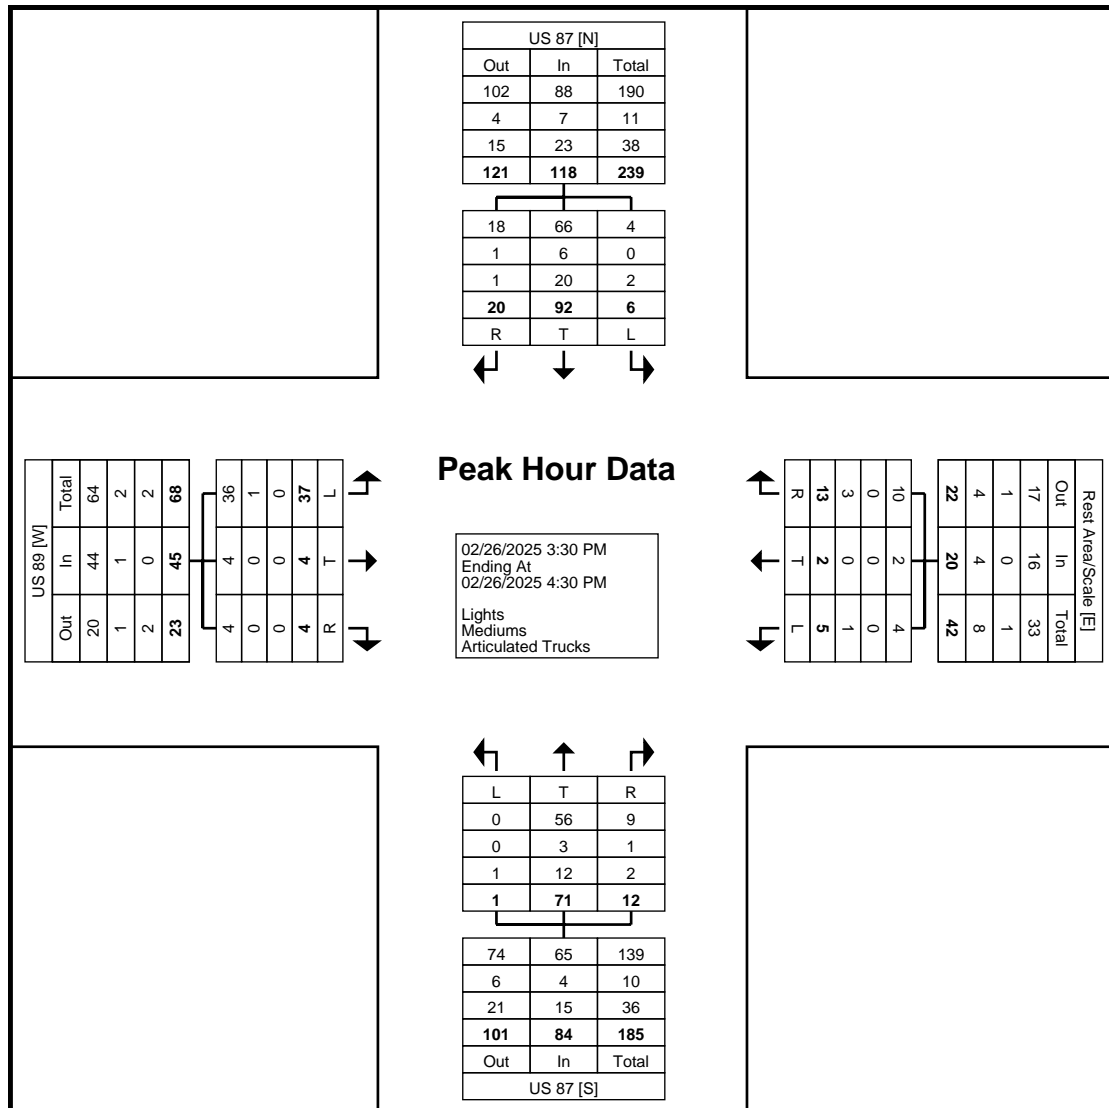 US 87 [N]
Out In Total
102 88 190
4 7 11
15 23 38
121 118 239
18 66 4
1 6 0
1 20 2
20 92 6
R T L
Peak Hour Data
02/26/2025 3:30 PM
Ending At
02/26/2025 4:30 PM
Lights
Mediums
Articulated Trucks
US 89 [W]
Out In Total
20 44 64
1 1 2
2 0 2
23 45 68
4 4 36
0 0 1
0 0 0
4 4 37
R T L
Rest Area/Scale [E]
Out In Total
17 16 33
1 0 1
4 4 8
22 20 42
10 2 4
0 0 0
3 0 1
13 2 5
R T L
L T R
0 56 9
0 3 1
1 12 2
1 71 12
74 65 139
6 4 10
21 15 36
101 84 185
Out In Total
US 87 [S]